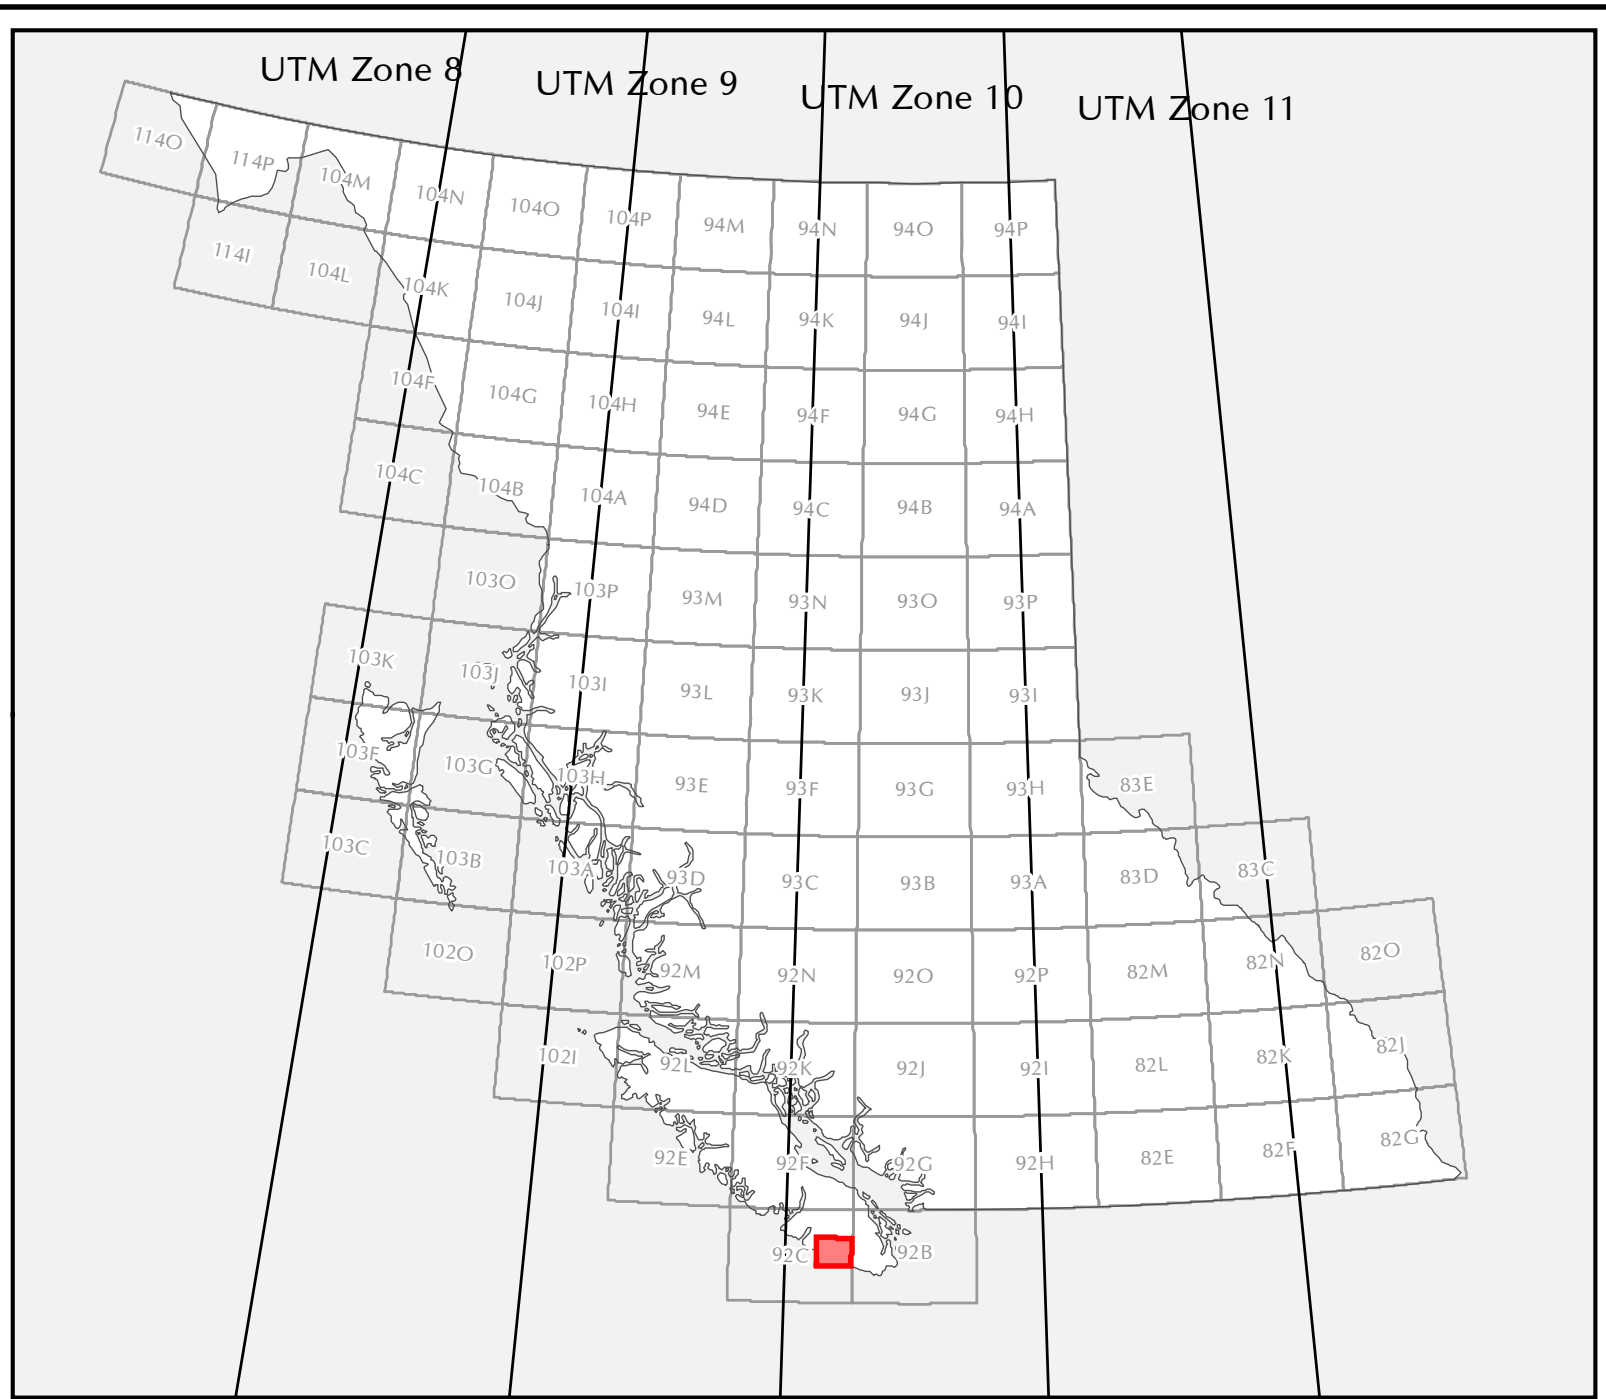 UTM Zone 8
UTM Zone 9
UTM Zone 10
UTM Zone 11
114O 114P 104M 104N 104O 104P 94M 94N 94O 94P
114I 104L 104K 104J 104I 94L 94K 94J 94I
104F 104G 104H 94E 94F 94G 94H
104C 104B 104A 94D 94C 94B 94A
103O 103P 93M 93N 93O 93P
103K 103J 103I 93L 93K 93J 93I
103F 103G 103H 93E 93F 93G 93H 83E
103C 103B 103A 93D 93C 93B 93A 83D 83C
102O 102P 92M 92N 92O 92P 82M 82N 82O
102I 92L 92K 92J 92I 82L 82K 82J
92E 92F 92G 92H 82E 82F 82G
92C 92B